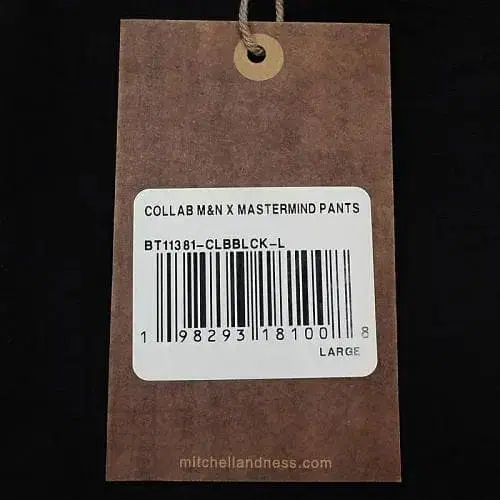 COLLAB M&N X MASTERMIND PANTS
BT11381-CLBBLCK-L
1 98293 18100 8
LARGE
mitchellandness.com